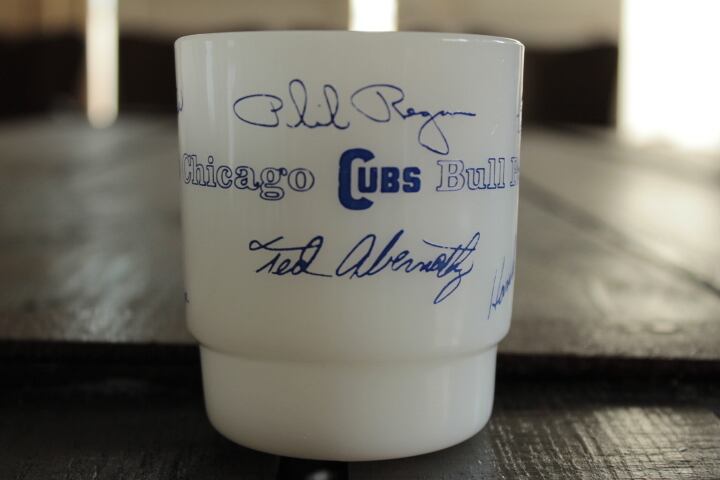 Phil Regan
Chicago CUBS Bull
Ted Abernathy